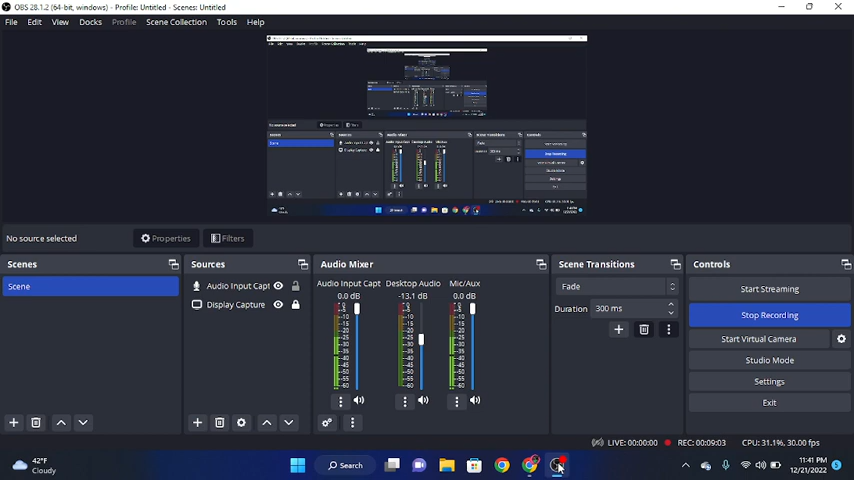 OBS 28.1.2 (64-bit, windows) - Profile: Untitled - Scenes: Untitled
File Edit View Docks Profile Scene Collection Tools Help
No source selected Properties Filters
Scenes Sources Audio Mixer Scene Transitions Controls
Scene
Audio Input Capt
Display Capture
Audio Input Capt Desktop Audio Mic/Aux
0.0 dB -13.1 dB 0.0 dB
Fade
Duration 300 ms
Start Streaming
Stop Recording
Start Virtual Camera
Studio Mode
Settings
Exit
LIVE: 00:00:00 REC: 00:09:03 CPU: 31.1%, 30.00 fps
42°F
Cloudy
Search
11:41 PM
12/21/2022
5